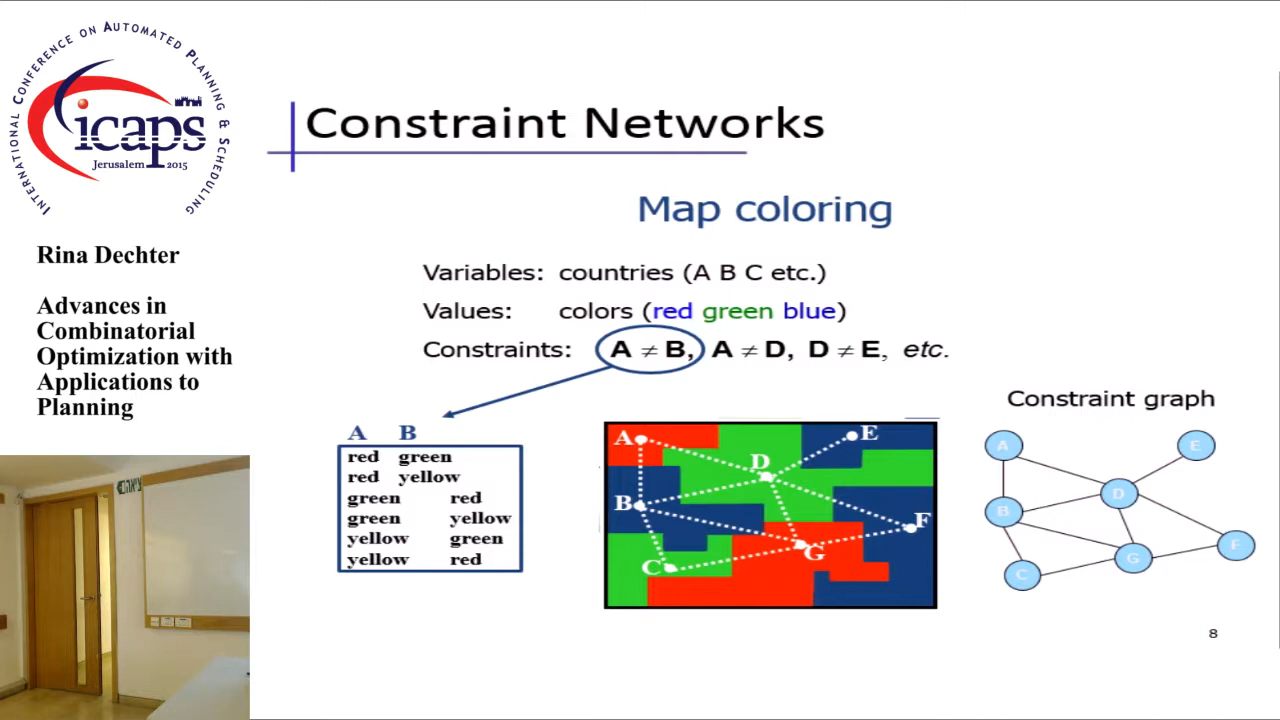 INTERNATIONAL CONFERENCE ON AUTOMATED PLANNING & SCHEDULING
icaps
Jerusalem 2015
Rina Dechter
Advances in
Combinatorial
Optimization with
Applications to
Planning
Constraint Networks
Map coloring
Variables: countries (A B C etc.)
Values: colors (red green blue)
Constraints: A ≠ B, A ≠ D, D ≠ E, etc.
A B
red green
red yellow
green red
green yellow
yellow green
yellow red
A
E
D
B
F
G
C
Constraint graph
A
E
D
B
F
G
C
8